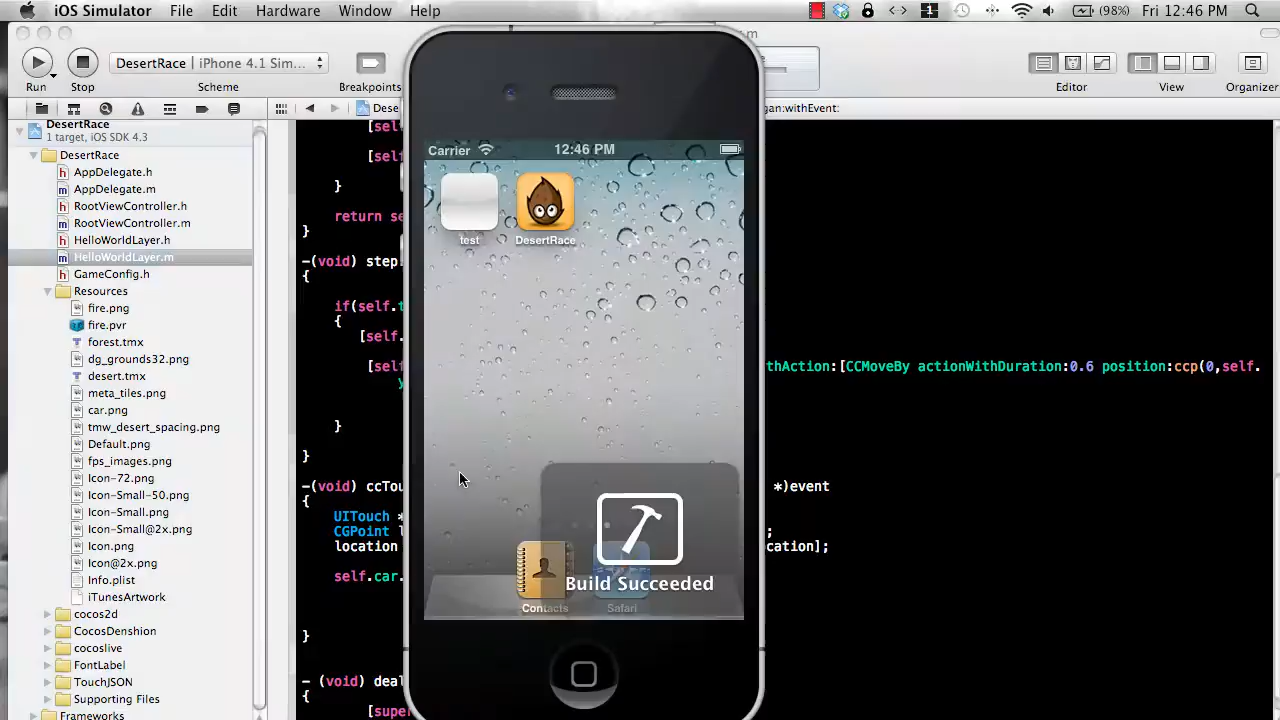 iOS Simulator File Edit Hardware Window Help 1 (98%) Fri 12:46 PM
.m
DesertRace | iPhone 4.1 Sim...
Run Stop Scheme Breakpoints Editor View Organizer
gan:withEvent:
DesertRace
1 target, iOS SDK 4.3
DesertRace
AppDelegate.h
AppDelegate.m
RootViewController.h
RootViewController.m
HelloWorldLayer.h
HelloWorldLayer.m
GameConfig.h
Resources
fire.png
fire.pvr
forest.tmx
dg_grounds32.png
desert.tmx
meta_tiles.png
car.png
tmw_desert_spacing.png
Default.png
fps_images.png
Icon-72.png
Icon-Small-50.png
Icon-Small.png
Icon-Small@2x.png
Icon.png
Icon@2x.png
Info.plist
iTunesArtwork
cocos2d
CocosDenshion
cocoslive
FontLabel
TouchJSON
Supporting Files
Frameworks
[sel
[sel
}
return se
}
-(void) step
{
if(self.t
{
[self.
[sel thAction:[CCMoveBy actionWithDuration:0.6 position:ccp(0,self.
y
}
}
-(void) ccTou *)event
{
UITouch * ;
CGPoint l
location cation];
self.car.
}
- (void) deal
{
[super
Carrier 12:46 PM
test DesertRace
Build Succeeded
Contacts Safari